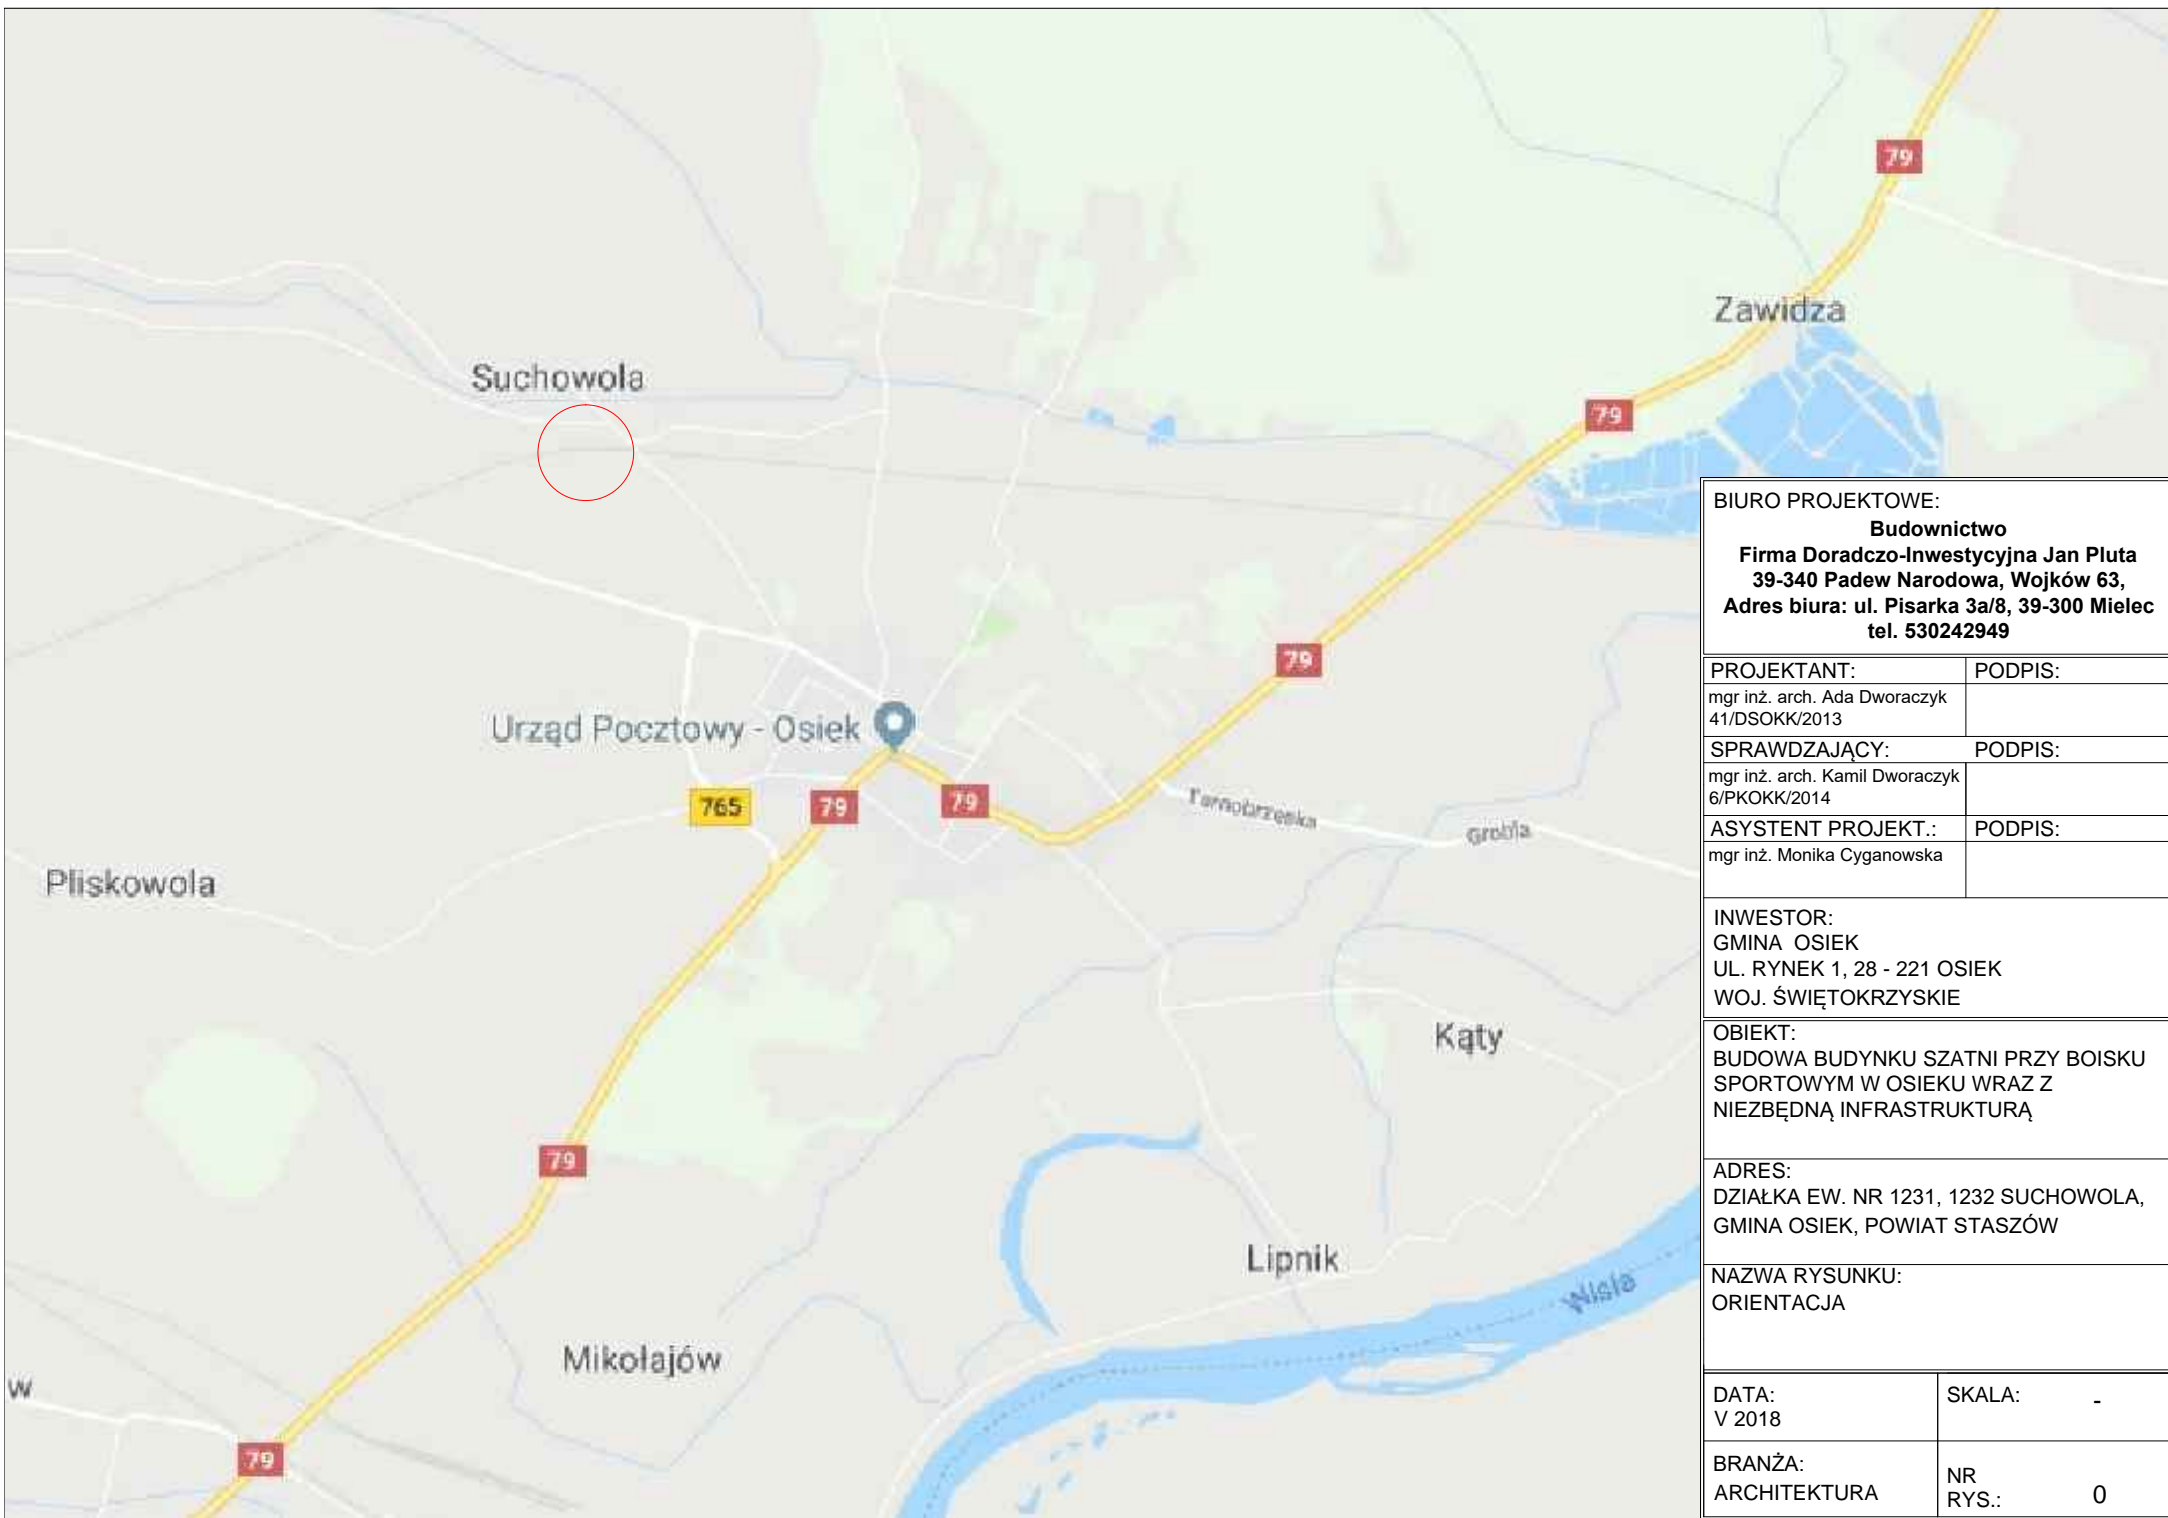 79
Zawidza
Suchowola
79
79
Urząd Pocztowy - Osiek
765
79
79
Tarnobrzeska
Grobla
Pliskowola
Kąty
79
Lipnik
Wisła
Mikołajów
w
79
BIURO PROJEKTOWE:
Budownictwo
Firma Doradczo-Inwestycyjna Jan Pluta
39-340 Padew Narodowa, Wojków 63,
Adres biura: ul. Pisarka 3a/8, 39-300 Mielec
tel. 530242949
PROJEKTANT: PODPIS:
mgr inż. arch. Ada Dworaczyk
41/DSOKK/2013
SPRAWDZAJĄCY: PODPIS:
mgr inż. arch. Kamil Dworaczyk
6/PKOKK/2014
ASYSTENT PROJEKT.: PODPIS:
mgr inż. Monika Cyganowska
INWESTOR:
GMINA OSIEK
UL. RYNEK 1, 28 - 221 OSIEK
WOJ. ŚWIĘTOKRZYSKIE
OBIEKT:
BUDOWA BUDYNKU SZATNI PRZY BOISKU
SPORTOWYM W OSIEKU WRAZ Z
NIEZBĘDNĄ INFRASTRUKTURĄ
ADRES:
DZIAŁKA EW. NR 1231, 1232 SUCHOWOLA,
GMINA OSIEK, POWIAT STASZÓW
NAZWA RYSUNKU:
ORIENTACJA
DATA:
V 2018
SKALA: -
BRANŻA:
ARCHITEKTURA
NR
RYS.: 0